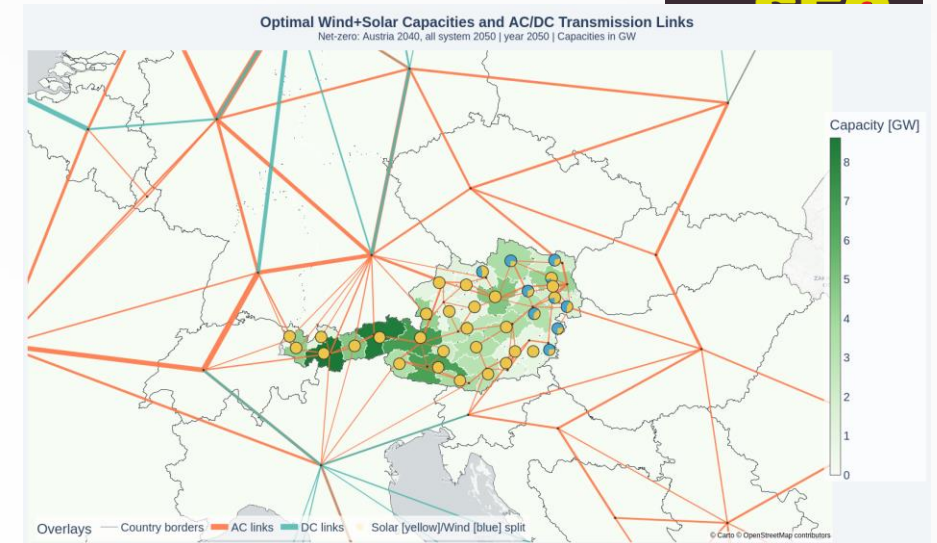 Optimal Wind+Solar Capacities and AC/DC Transmission Links
Net-zero: Austria 2040, all system 2050 | year 2050 | Capacities in GW
Capacity [GW]
8
7
6
5
4
3
2
1
0
Overlays
Country borders
AC links
DC links
Solar [yellow]/Wind [blue] split
© Carto © OpenStreetMap contributors